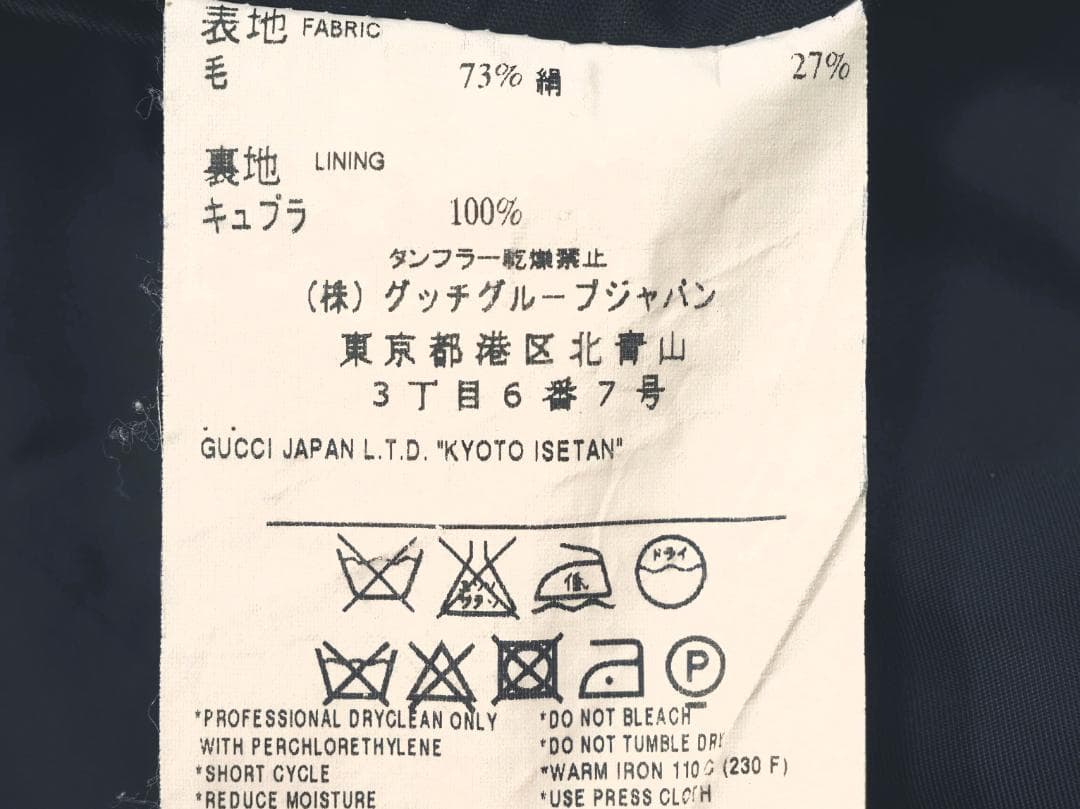 表地 FABRIC
毛 73% 絹 27%
裏地 LINING
キュプラ 100%
タンフラー乾燥禁止
(株)グッチグループジャパン
東京都港区北青山
3丁目6番7号
GUCCI JAPAN L.T.D. "KYOTO ISETAN"
低 ドライ
P
*PROFESSIONAL DRYCLEAN ONLY *DO NOT BLEACH
WITH PERCHLORETHYLENE *DO NOT TUMBLE DRY
*SHORT CYCLE *WARM IRON 110 C (230 F)
*REDUCE MOISTURE *USE PRESS CLOTH